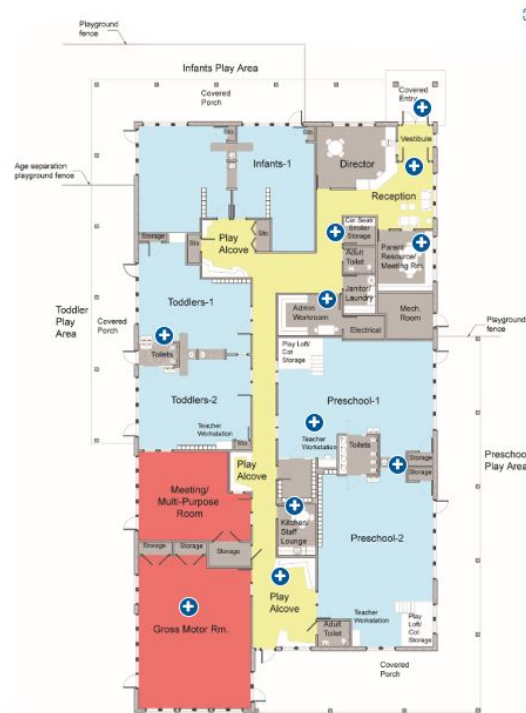 Playground
fence
Infants Play Area
Covered
Porch
Covered
Entry
Age separation
playground fence
Sto.
Infants-1
Director
Vestibule
Reception
Play
Alcove
Sto.
Car Seat/
Stroller
Storage
Storage
Sto.
Adult
Toilet
Parent
Resource/
Meeting Rm.
Toddlers-1
Janitor/
Laundry
Toddler
Play
Area
Covered
Porch
Admin
Workroom
Mech.
Room
Electrical
Playground
fence
Toilets
Play Loft/
Cot
Storage
Toddlers-2
Preschool-1
Teacher
Workstation
Sto.
Teacher
Workstation
Toilets
Storage
Storage
Preschool
Play Area
Meeting/
Multi-Purpose
Room
Play
Alcove
Kitchen/
Staff
Lounge
Preschool-2
Storage
Storage
Storage
Play
Alcove
Gross Motor Rm.
Adult
Toilet
Teacher
Workstation
Play Loft/
Cot
Storage
Covered
Porch